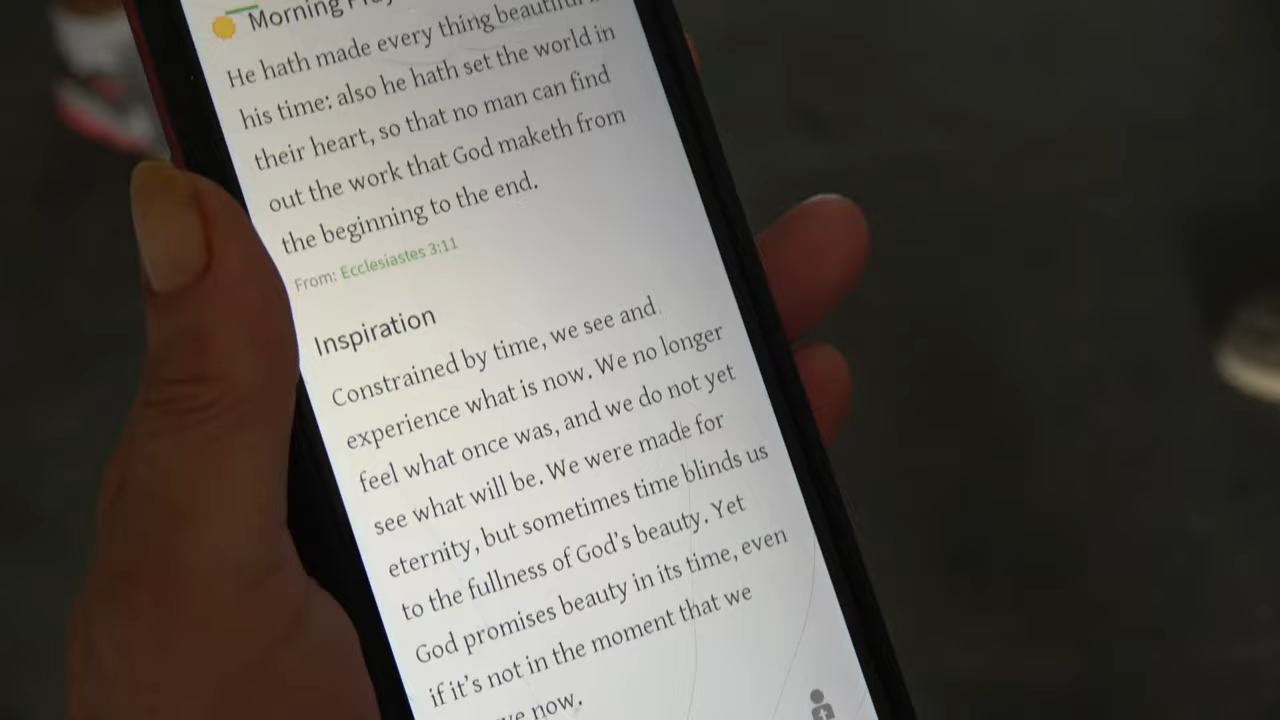 Morning
He hath made every thing beautiful
his time: also he hath set the world in
their heart, so that no man can find
out the work that God maketh from
the beginning to the end.
From: Ecclesiastes 3:11
Inspiration
Constrained by time, we see and
experience what is now. We no longer
feel what once was, and we do not yet
see what will be. We were made for
eternity, but sometimes time blinds us
to the fullness of God's beauty. Yet
God promises beauty in its time, even
if it's not in the moment that we
now.